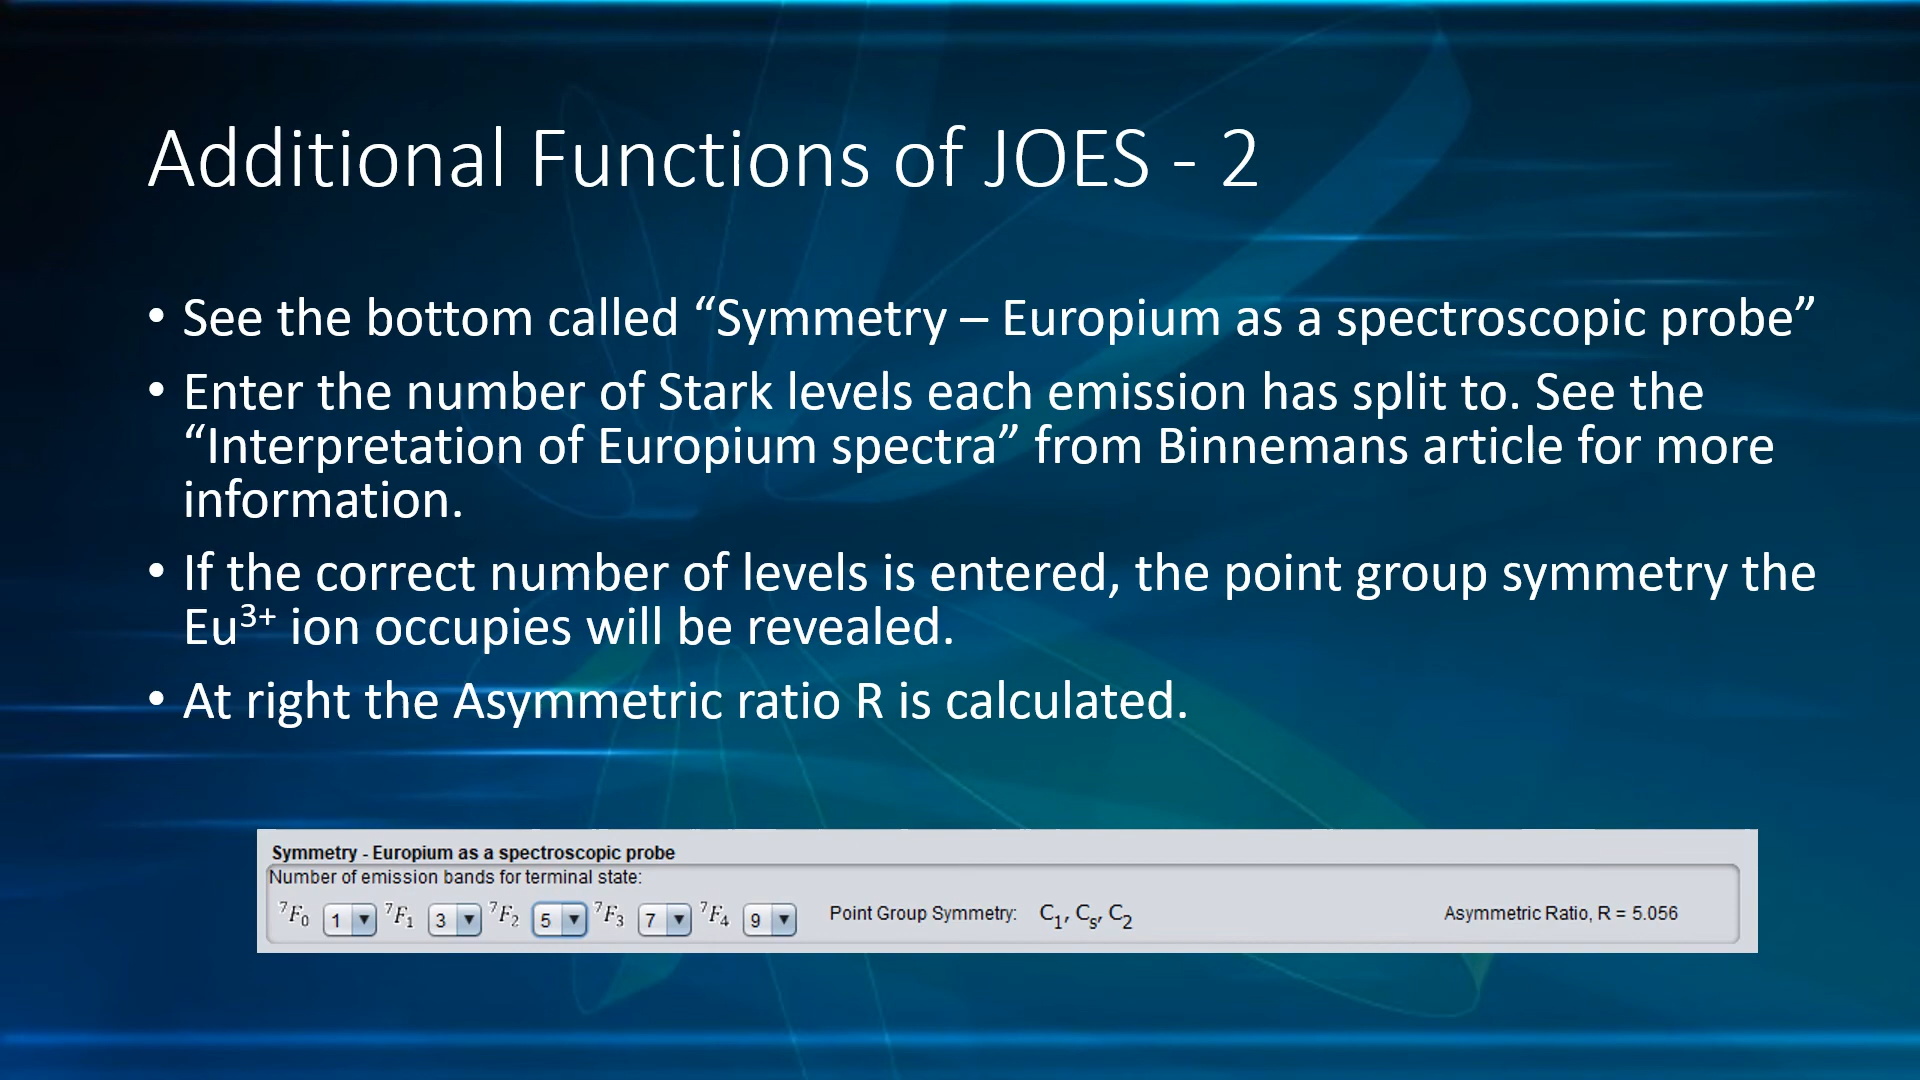 Additional Functions of JOES - 2
• See the bottom called “Symmetry – Europium as a spectroscopic probe”
• Enter the number of Stark levels each emission has split to. See the
“Interpretation of Europium spectra” from Binnemans article for more
information.
• If the correct number of levels is entered, the point group symmetry the
Eu³⁺ ion occupies will be revealed.
• At right the Asymmetric ratio R is calculated.
Symmetry - Europium as a spectroscopic probe
Number of emission bands for terminal state:
⁷F₀ 1 ⁷F₁ 3 ⁷F₂ 5 ⁷F₃ 7 ⁷F₄ 9 Point Group Symmetry: C₁, Cₛ, C₂ Asymmetric Ratio, R = 5.056